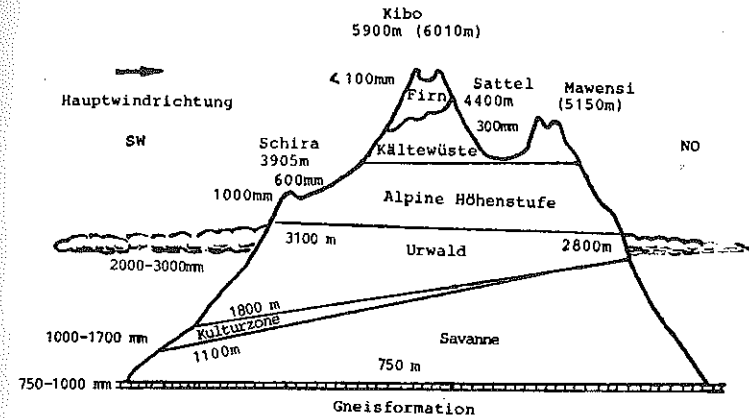 Kibo
5900m (6010m)
< 100mm
Sattel
Mawensi
Firn
4400m
(5150m)
Hauptwindrichtung
300mm
SW
Schira
NO
3905m
Kältewüste
600mm
1000mm
Alpine Höhenstufe
3100 m
Urwald
2800m
2000-3000mm
1800 m
Kulturzone
1000-1700 mm
1100m
Savanne
750 m
750-1000 mm
Gneisformation